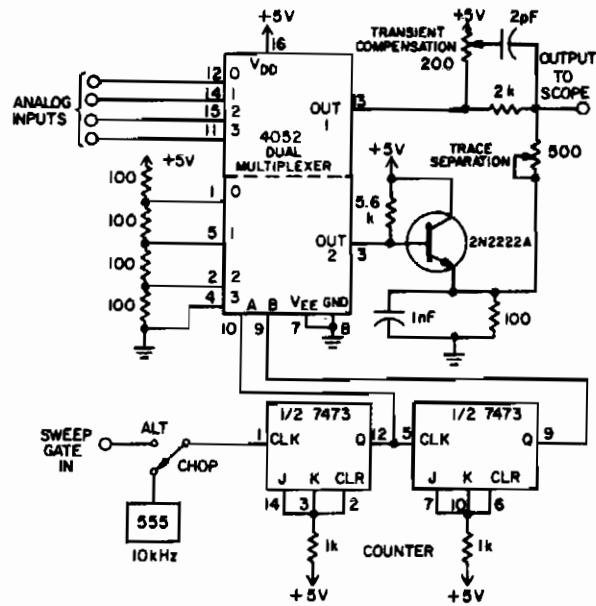 +5V
+5V
2pF
TRANSIENT
COMPENSATION
200
16
V DD
OUTPUT
TO
SCOPE
ANALOG
INPUTS
12
14
15
11
0
1
2
3
OUT
1
13
2k
4052
DUAL
MULTIPLEXER
+5V
100
100
100
100
1
5
2
4
0
1
2
3
+5V
5.6
k
TRACE
SEPARATION
500
OUT
2
3
2N2222A
A
B
VEE
GND
10
9
7
8
1nF
100
SWEEP
GATE
IN
ALT
CHOP
555
10kHz
1/2 7473
1
CLK
Q
12
J
K
CLR
14
3
2
1k
+5V
COUNTER
1/2 7473
5
CLK
Q
9
J
K
CLR
7
10
6
1k
+5V